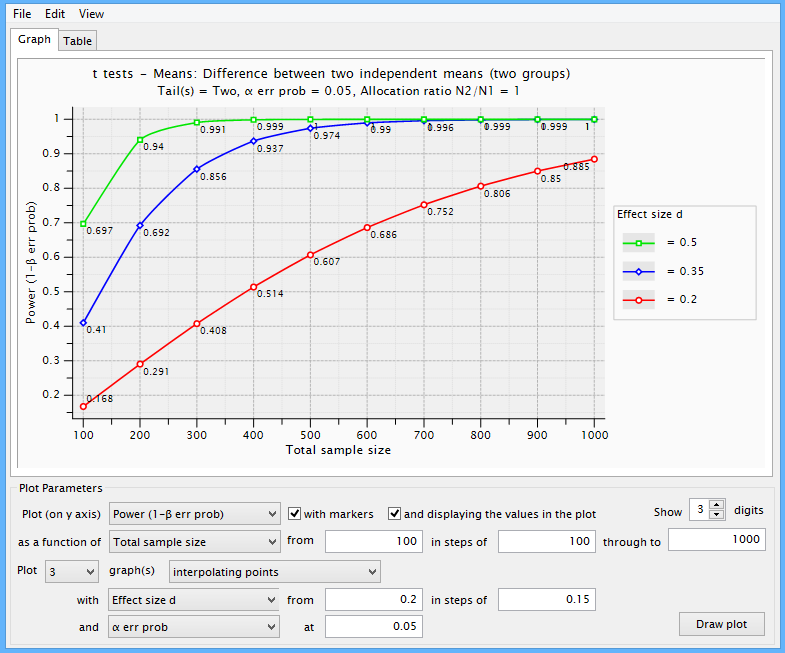 File Edit View
Graph Table
t tests - Means: Difference between two independent means (two groups)
Tail(s) = Two, α err prob = 0.05, Allocation ratio N2/N1 = 1
Power (1-β err prob)
1
0.9
0.8
0.7
0.6
0.5
0.4
0.3
0.2
0.697
0.94
0.991
0.999
1
0.41
0.692
0.856
0.937
0.974
0.99
0.996
0.999
0.999
1
0.168
0.291
0.408
0.514
0.607
0.686
0.752
0.806
0.85
0.885
100 200 300 400 500 600 700 800 900 1000
Total sample size
Effect size d
= 0.5
= 0.35
= 0.2
Plot Parameters
Plot (on y axis) Power (1-β err prob) with markers and displaying the values in the plot Show 3 digits
as a function of Total sample size from 100 in steps of 100 through to 1000
Plot 3 graph(s) interpolating points
with Effect size d from 0.2 in steps of 0.15
and α err prob at 0.05
Draw plot